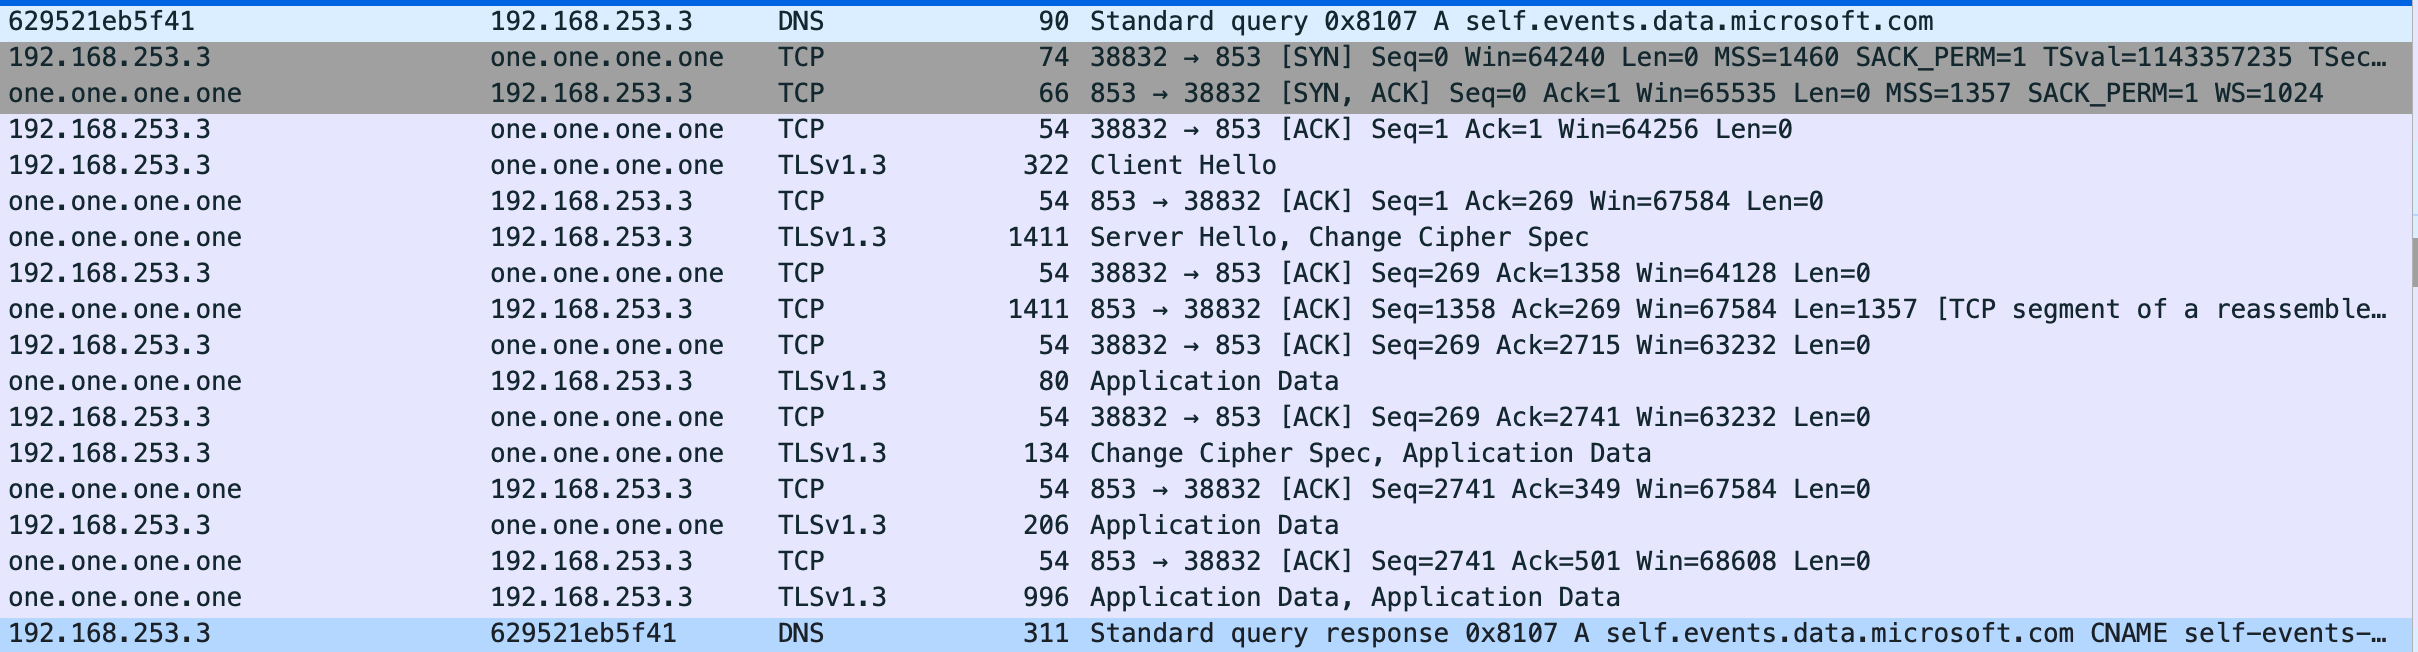 629521eb5f41 192.168.253.3 DNS 90 Standard query 0x8107 A self.events.data.microsoft.com
192.168.253.3 one.one.one.one TCP 74 38832 → 853 [SYN] Seq=0 Win=64240 Len=0 MSS=1460 SACK_PERM=1 TSval=1143357235 TSec…
one.one.one.one 192.168.253.3 TCP 66 853 → 38832 [SYN, ACK] Seq=0 Ack=1 Win=65535 Len=0 MSS=1357 SACK_PERM=1 WS=1024
192.168.253.3 one.one.one.one TCP 54 38832 → 853 [ACK] Seq=1 Ack=1 Win=64256 Len=0
192.168.253.3 one.one.one.one TLSv1.3 322 Client Hello
one.one.one.one 192.168.253.3 TCP 54 853 → 38832 [ACK] Seq=1 Ack=269 Win=67584 Len=0
one.one.one.one 192.168.253.3 TLSv1.3 1411 Server Hello, Change Cipher Spec
192.168.253.3 one.one.one.one TCP 54 38832 → 853 [ACK] Seq=269 Ack=1358 Win=64128 Len=0
one.one.one.one 192.168.253.3 TCP 1411 853 → 38832 [ACK] Seq=1358 Ack=269 Win=67584 Len=1357 [TCP segment of a reassemble…
192.168.253.3 one.one.one.one TCP 54 38832 → 853 [ACK] Seq=269 Ack=2715 Win=63232 Len=0
one.one.one.one 192.168.253.3 TLSv1.3 80 Application Data
192.168.253.3 one.one.one.one TCP 54 38832 → 853 [ACK] Seq=269 Ack=2741 Win=63232 Len=0
192.168.253.3 one.one.one.one TLSv1.3 134 Change Cipher Spec, Application Data
one.one.one.one 192.168.253.3 TCP 54 853 → 38832 [ACK] Seq=2741 Ack=349 Win=67584 Len=0
192.168.253.3 one.one.one.one TLSv1.3 206 Application Data
one.one.one.one 192.168.253.3 TCP 54 853 → 38832 [ACK] Seq=2741 Ack=501 Win=68608 Len=0
one.one.one.one 192.168.253.3 TLSv1.3 996 Application Data, Application Data
192.168.253.3 629521eb5f41 DNS 311 Standard query response 0x8107 A self.events.data.microsoft.com CNAME self-events-…